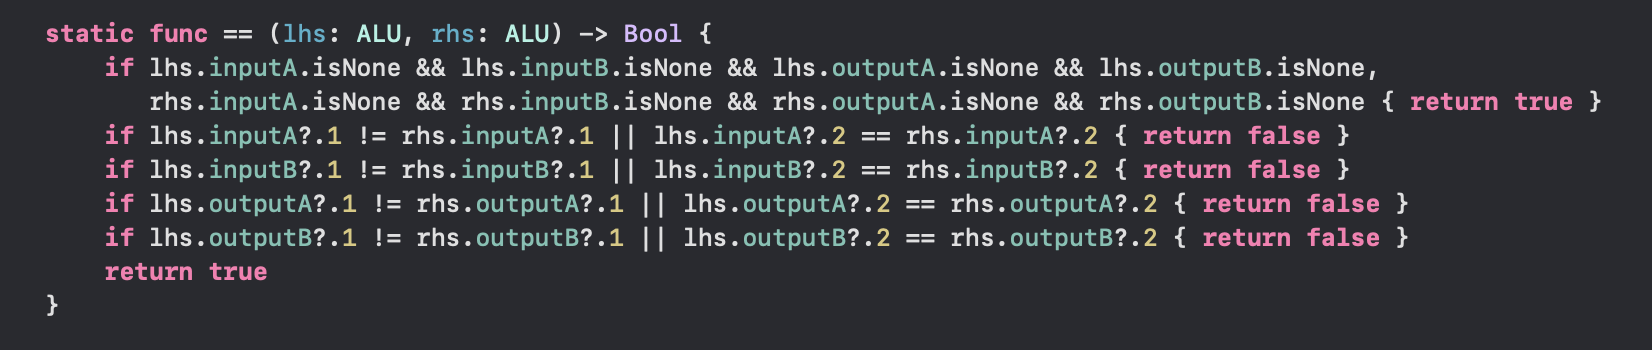 static func == (lhs: ALU, rhs: ALU) -> Bool {
    if lhs.inputA.isNone && lhs.inputB.isNone && lhs.outputA.isNone && lhs.outputB.isNone,
       rhs.inputA.isNone && rhs.inputB.isNone && rhs.outputA.isNone && rhs.outputB.isNone { return true }
    if lhs.inputA?.1 != rhs.inputA?.1 || lhs.inputA?.2 == rhs.inputA?.2 { return false }
    if lhs.inputB?.1 != rhs.inputB?.1 || lhs.inputB?.2 == rhs.inputB?.2 { return false }
    if lhs.outputA?.1 != rhs.outputA?.1 || lhs.outputA?.2 == rhs.outputA?.2 { return false }
    if lhs.outputB?.1 != rhs.outputB?.1 || lhs.outputB?.2 == rhs.outputB?.2 { return false }
    return true
}